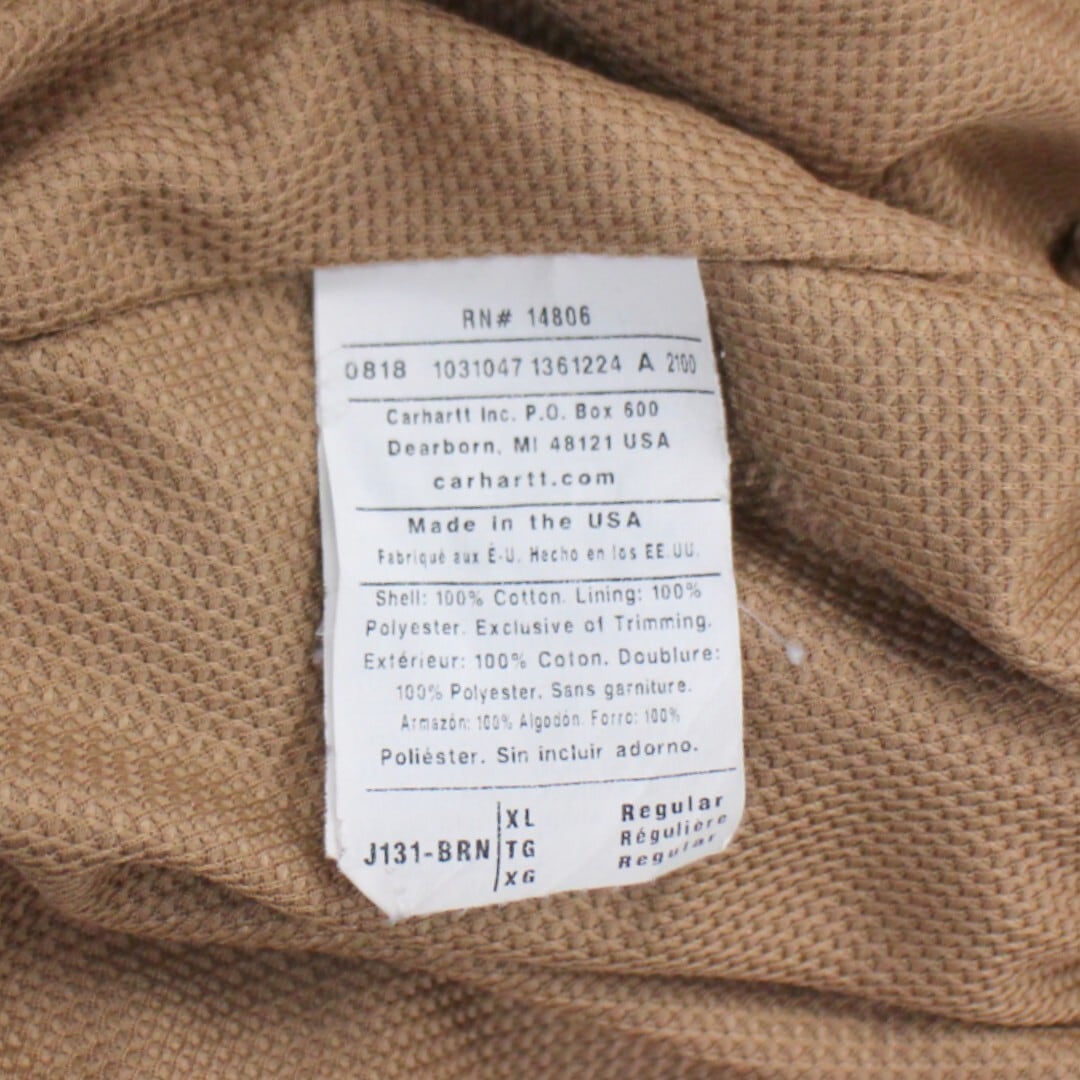 RN# 14806
0818 1031047 1361224 A 2100
Carhartt Inc. P.O. Box 600
Dearborn, MI 48121 USA
carhartt.com
Made in the USA
Fabriqué aux É-U. Hecho en los EE.UU.
Shell: 100% Cotton. Lining: 100%
Polyester. Exclusive of Trimming.
Extérieur: 100% Coton. Doublure:
100% Polyester. Sans garniture.
Armazón: 100% Algodón. Forro: 100%
Poliéster. Sin incluir adorno.
XL Regular
J131-BRN TG Régulière
XG Regular